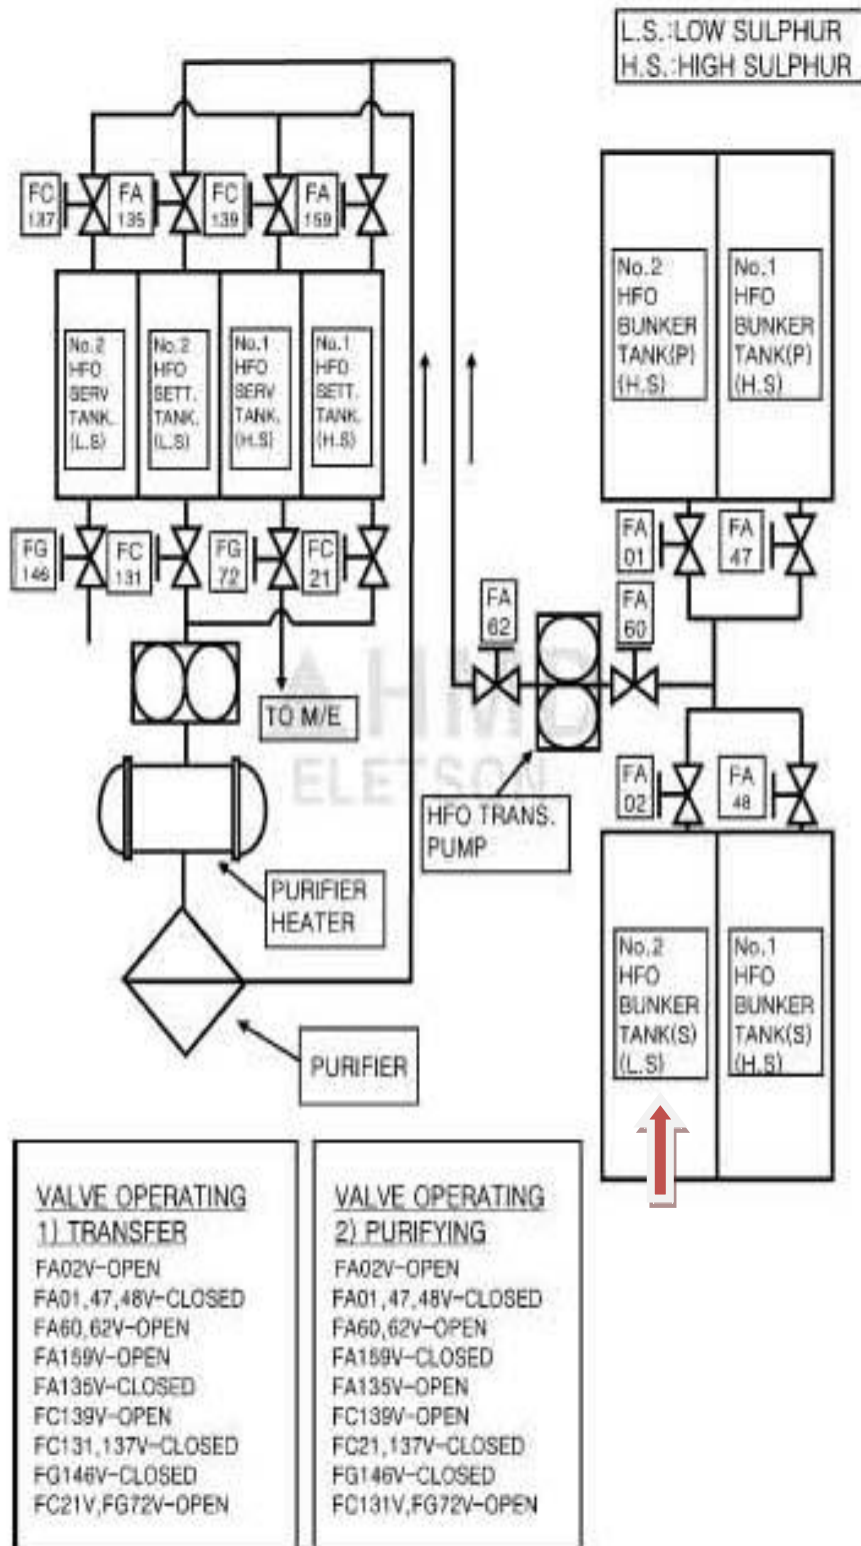 L.S.:LOW SULPHUR
H.S.:HIGH SULPHUR
FC
137
FA
135
FC
139
FA
159
No.2
HFO
SERV
TANK.
(L.S)
No.2
HFO
SETT.
TANK.
(L.S)
No.1
HFO
SERV
TANK.
(H.S)
No.1
HFO
SETT.
TANK.
(H.S)
No.2
HFO
BUNKER
TANK(P)
(H.S)
No.1
HFO
BUNKER
TANK(P)
(H.S)
FG
146
FC
131
FG
72
FC
21
FA
01
FA
47
FA
62
FA
60
TO M/E
HMD
ELETSON
FA
02
FA
48
HFO TRANS.
PUMP
PURIFIER
HEATER
No.2
HFO
BUNKER
TANK(S)
(L.S)
No.1
HFO
BUNKER
TANK(S)
(H.S)
PURIFIER
VALVE OPERATING
1) TRANSFER
FA02V-OPEN
FA01,47,48V-CLOSED
FA60,62V-OPEN
FA159V-OPEN
FA135V-CLOSED
FC139V-OPEN
FC131,137V-CLOSED
FG146V-CLOSED
FC21V,FG72V-OPEN
VALVE OPERATING
2) PURIFYING
FA02V-OPEN
FA01,47,48V-CLOSED
FA60,62V-OPEN
FA159V-CLOSED
FA135V-OPEN
FC139V-OPEN
FC21,137V-CLOSED
FG146V-CLOSED
FC131V,FG72V-OPEN